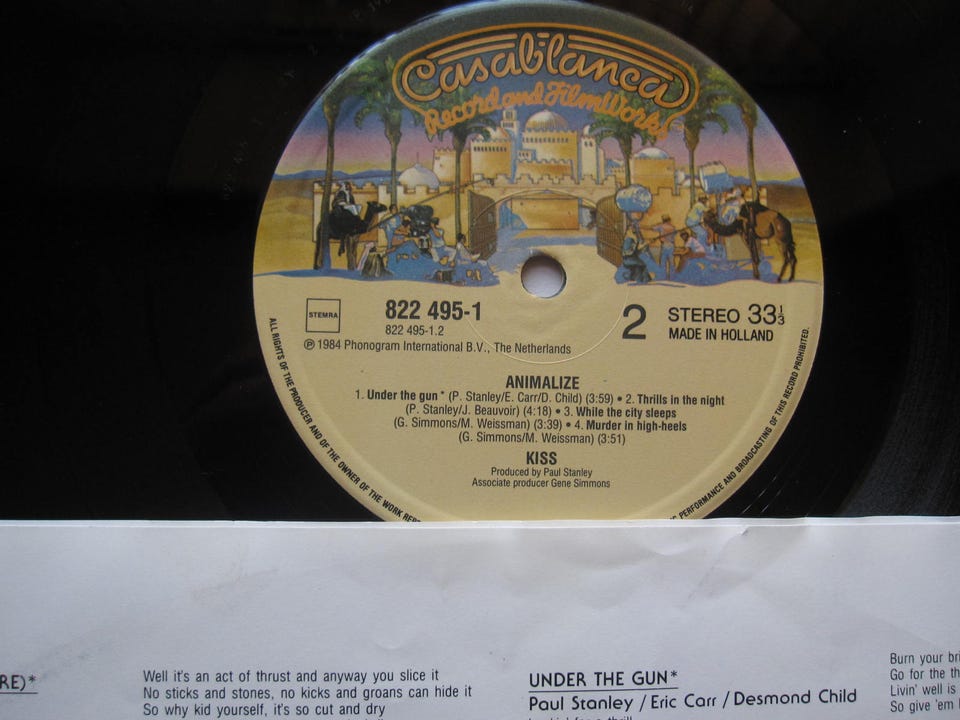 Casablanca
Record and FilmWorks
STEMRA
822 495-1
822 495-1.2
℗ 1984 Phonogram International B.V., The Netherlands
2
STEREO 33⅓
MADE IN HOLLAND
ANIMALIZE
1. Under the gun * (P. Stanley/E. Carr/D. Child) (3:59) • 2. Thrills in the night
(P. Stanley/J. Beauvoir) (4:18) • 3. While the city sleeps
(G. Simmons/M. Weissman) (3:39) • 4. Murder in high-heels
(G. Simmons/M. Weissman) (3:51)
KISS
Produced by Paul Stanley
Associate producer Gene Simmons
ALL RIGHTS OF THE PRODUCER AND OF THE OWNER OF THE WORK
PERFORMANCE AND BROADCASTING OF THIS RECORD PROHIBITED.
RE)*
Well it's an act of thrust and anyway you slice it
No sticks and stones, no kicks and groans can hide it
So why kid yourself, it's so cut and dry
UNDER THE GUN*
Paul Stanley / Eric Carr / Desmond Child
Burn your
Go for the
Livin' well is
So give 'em